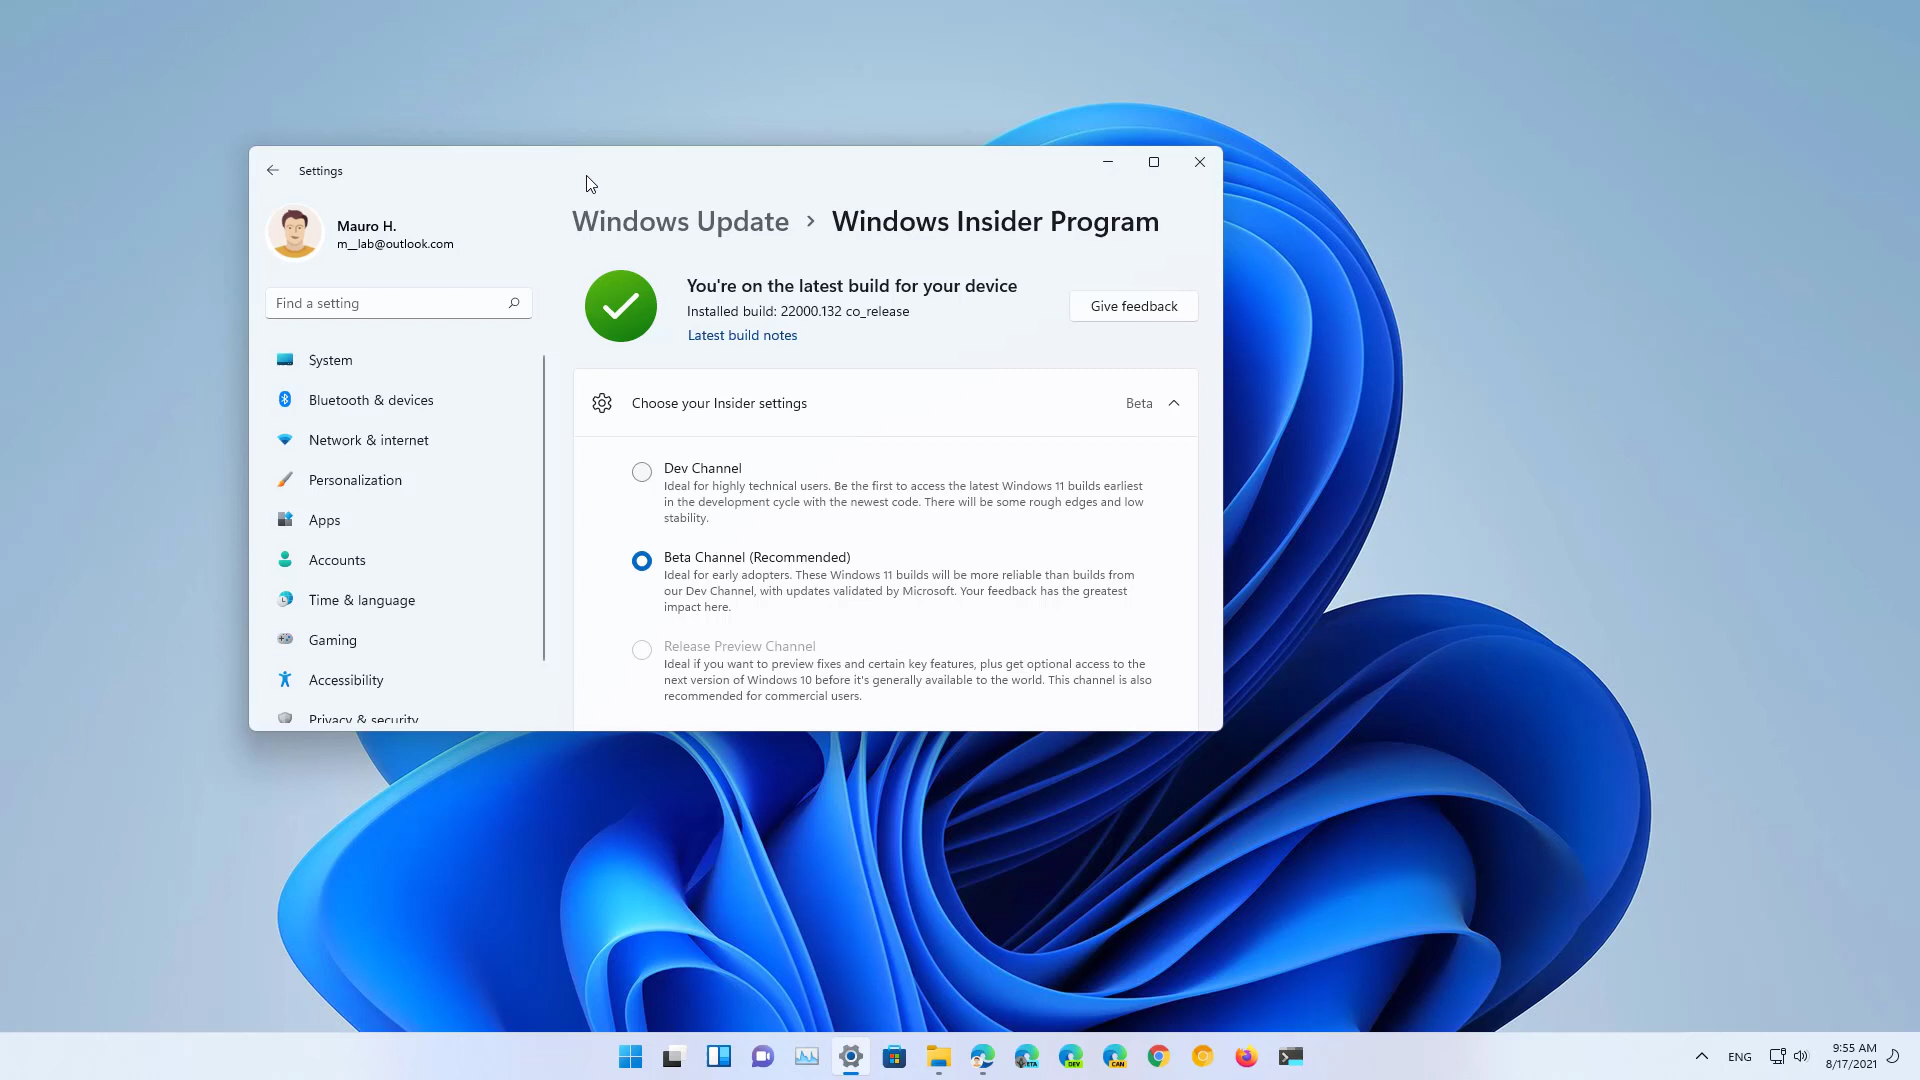 Settings
Mauro H.
m__lab@outlook.com
Find a setting
System
Bluetooth & devices
Network & internet
Personalization
Apps
Accounts
Time & language
Gaming
Accessibility
Privacy & security
Windows Update › Windows Insider Program
You're on the latest build for your device
Installed build: 22000.132 co_release
Latest build notes
Give feedback
Choose your Insider settings
Beta
Dev Channel
Ideal for highly technical users. Be the first to access the latest Windows 11 builds earliest
in the development cycle with the newest code. There will be some rough edges and low
stability.
Beta Channel (Recommended)
Ideal for early adopters. These Windows 11 builds will be more reliable than builds from
our Dev Channel, with updates validated by Microsoft. Your feedback has the greatest
impact here.
Release Preview Channel
Ideal if you want to preview fixes and certain key features, plus get optional access to the
next version of Windows 10 before it's generally available to the world. This channel is also
recommended for commercial users.
BETA
DEV
CAN
ENG
9:55 AM
8/17/2021